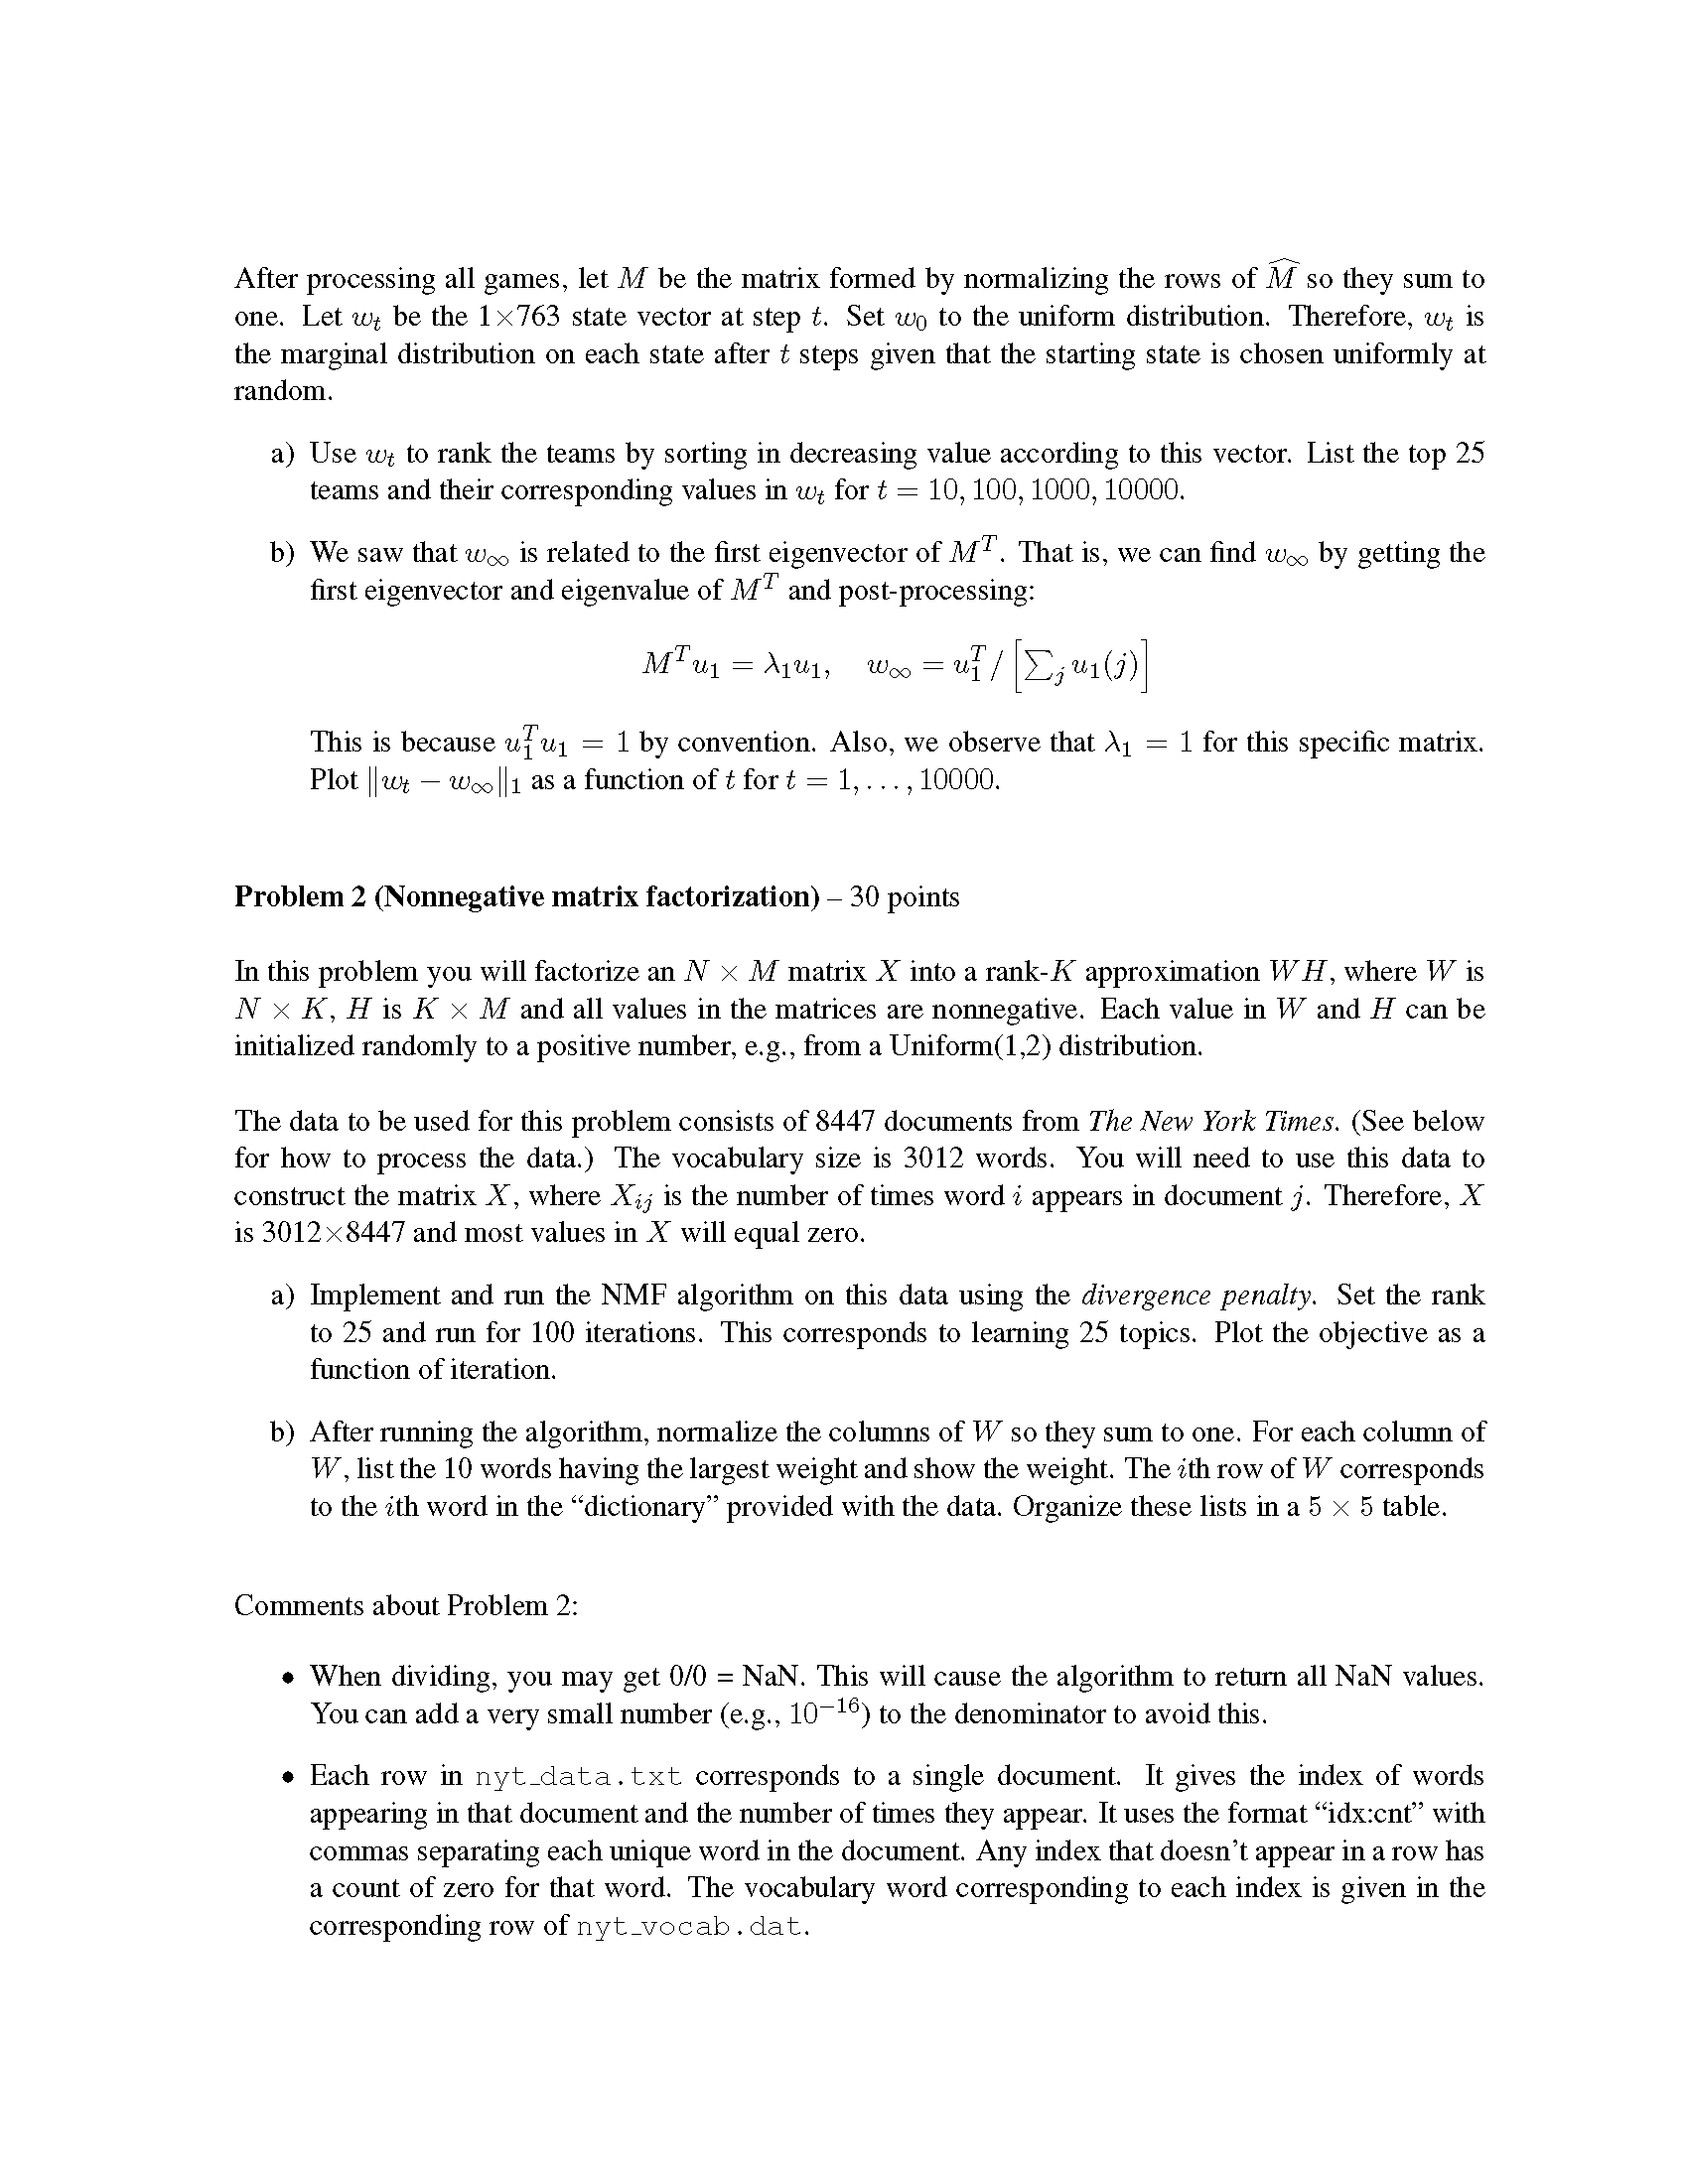 After processing all games, let M be the matrix formed by normalizing the rows of M̂ so they sum to
one. Let w_t be the 1×763 state vector at step t. Set w_0 to the uniform distribution. Therefore, w_t is
the marginal distribution on each state after t steps given that the starting state is chosen uniformly at
random.
a) Use w_t to rank the teams by sorting in decreasing value according to this vector. List the top 25
teams and their corresponding values in w_t for t = 10, 100, 1000, 10000.
b) We saw that w_∞ is related to the first eigenvector of M^T. That is, we can find w_∞ by getting the
first eigenvector and eigenvalue of M^T and post-processing:
M^T u_1 = λ_1 u_1, w_∞ = u_1^T / [∑_j u_1(j)]
This is because u_1^T u_1 = 1 by convention. Also, we observe that λ_1 = 1 for this specific matrix.
Plot ‖w_t − w_∞‖_1 as a function of t for t = 1, . . . , 10000.
Problem 2 (Nonnegative matrix factorization) – 30 points
In this problem you will factorize an N × M matrix X into a rank-K approximation WH, where W is
N × K, H is K × M and all values in the matrices are nonnegative. Each value in W and H can be
initialized randomly to a positive number, e.g., from a Uniform(1,2) distribution.
The data to be used for this problem consists of 8447 documents from The New York Times. (See below
for how to process the data.) The vocabulary size is 3012 words. You will need to use this data to
construct the matrix X, where X_ij is the number of times word i appears in document j. Therefore, X
is 3012×8447 and most values in X will equal zero.
a) Implement and run the NMF algorithm on this data using the divergence penalty. Set the rank
to 25 and run for 100 iterations. This corresponds to learning 25 topics. Plot the objective as a
function of iteration.
b) After running the algorithm, normalize the columns of W so they sum to one. For each column of
W, list the 10 words having the largest weight and show the weight. The ith row of W corresponds
to the ith word in the “dictionary” provided with the data. Organize these lists in a 5 × 5 table.
Comments about Problem 2:
• When dividing, you may get 0/0 = NaN. This will cause the algorithm to return all NaN values.
You can add a very small number (e.g., 10^−16) to the denominator to avoid this.
• Each row in nyt_data.txt corresponds to a single document. It gives the index of words
appearing in that document and the number of times they appear. It uses the format “idx:cnt” with
commas separating each unique word in the document. Any index that doesn’t appear in a row has
a count of zero for that word. The vocabulary word corresponding to each index is given in the
corresponding row of nyt_vocab.dat.